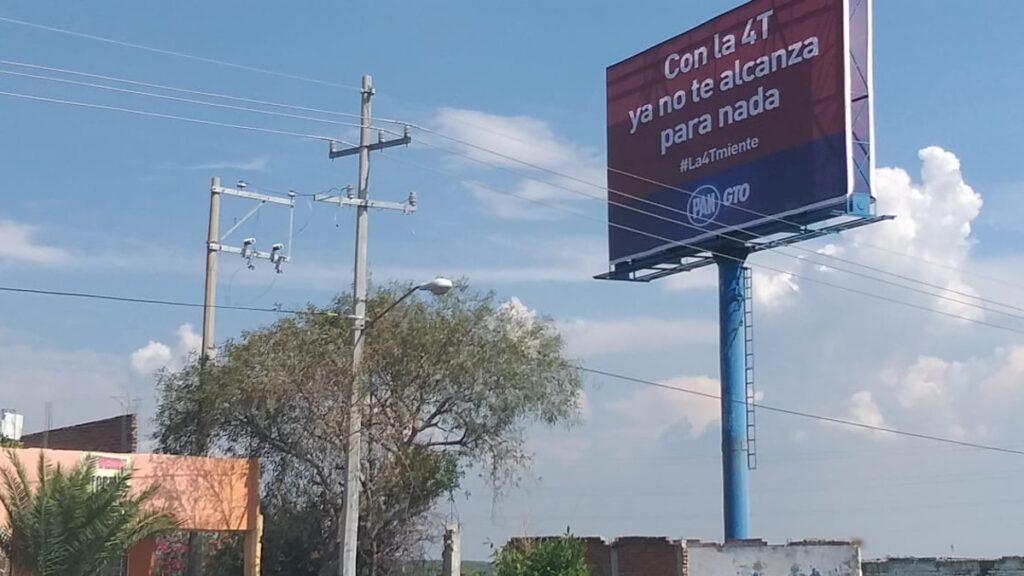 Con la 4T
ya no te alcanza
para nada
#La4Tmiente
PAN GTO